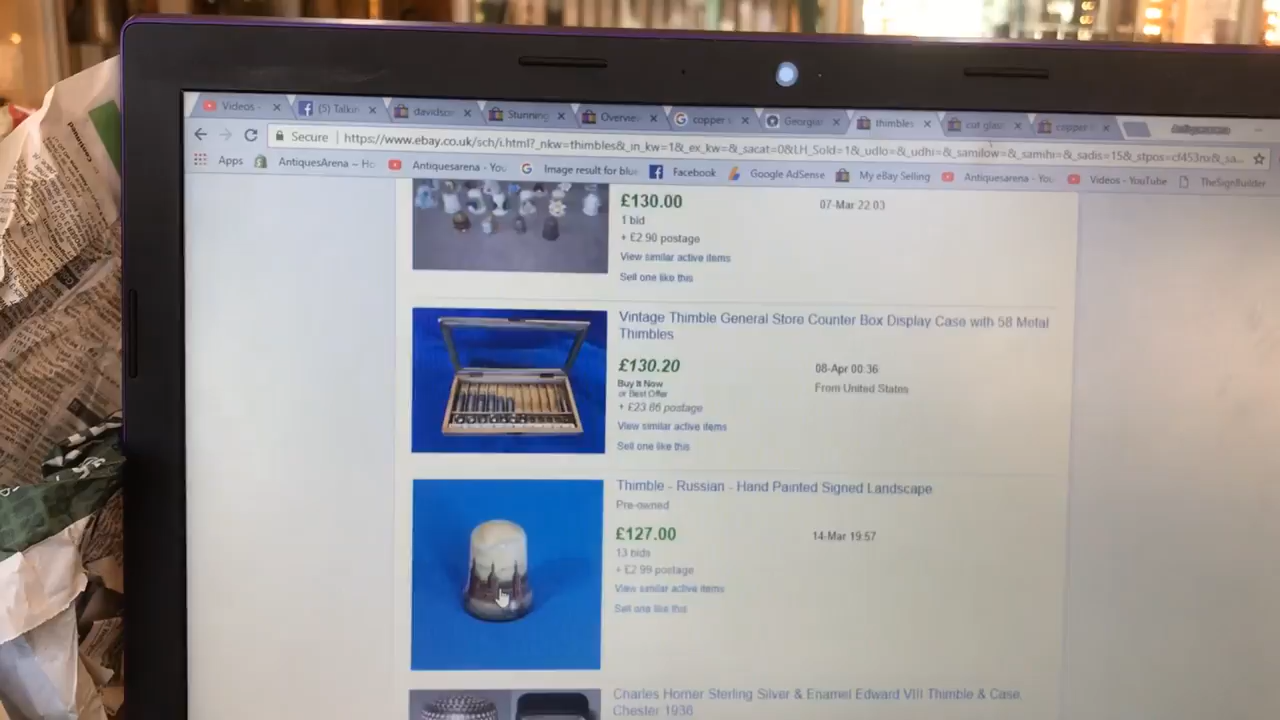 Videos -
(5) Talkin
davidson
Stunning
Overview
copper s
Georgian
thimbles
cut glass
copper
Secure
https://www.ebay.co.uk/sch/i.html?_nkw=thimbles&_in_kw=1&_ex_kw=&_sacat=0&LH_Sold=1&_udlo=&_udhi=&_samilow=&_samihi=&_sadis=15&_stpos=cf453nx&_sa...
Apps
AntiquesArena – Ho
Antiquesarena - You
Image result for blue
Facebook
Google AdSense
My eBay Selling
Antiquesarena - You
Videos - YouTube
TheSignBuilder
£130.00
07-Mar 22:03
1 bid
+ £2.90 postage
View similar active items
Sell one like this
Vintage Thimble General Store Counter Box Display Case with 58 Metal
Thimbles
£130.20
08-Apr 00:36
Buy It Now
From United States
or Best Offer
+ £23.66 postage
View similar active items
Sell one like this
Thimble - Russian - Hand Painted Signed Landscape
Pre-owned
£127.00
14-Mar 19:57
13 bids
+ £2.99 postage
View similar active items
Sell one like this
Charles Horner Sterling Silver & Enamel Edward VIII Thimble & Case,
Chester 1936